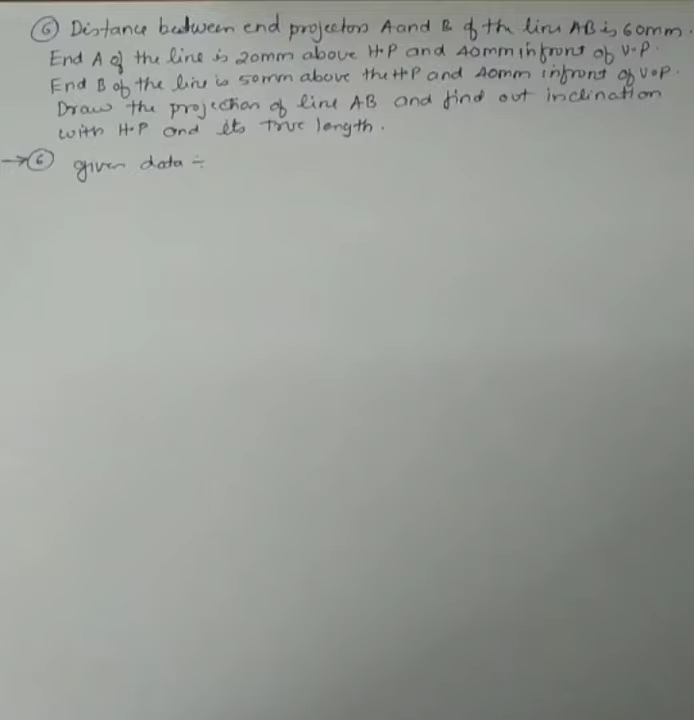 ⑥ Distance between end projectors A and B of the line AB is 60mm.
End A of the line is 20mm above H.P and 40mm infront of V.P.
End B of the line is 50mm above the H.P and 40mm infront of V.P.
Draw the projection of line AB and find out inclination
with H.P and its true length.
→⑥ given data ÷